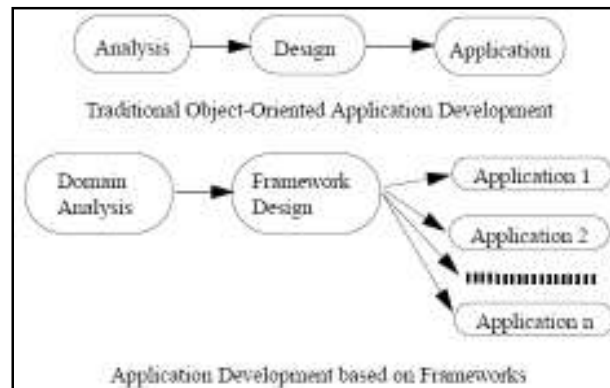 Analysis
Design
Application
Traditional Object-Oriented Application Development
Domain
Analysis
Framework
Design
Application 1
Application 2
Application n
Application Development based on Frameworks